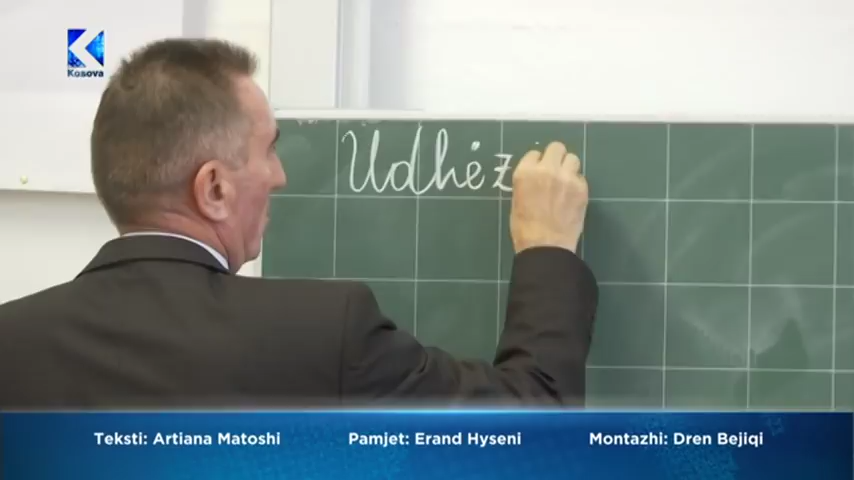 Kosova
Udhëz
Teksti: Artiana Matoshi Pamjet: Erand Hyseni Montazhi: Dren Bejiqi